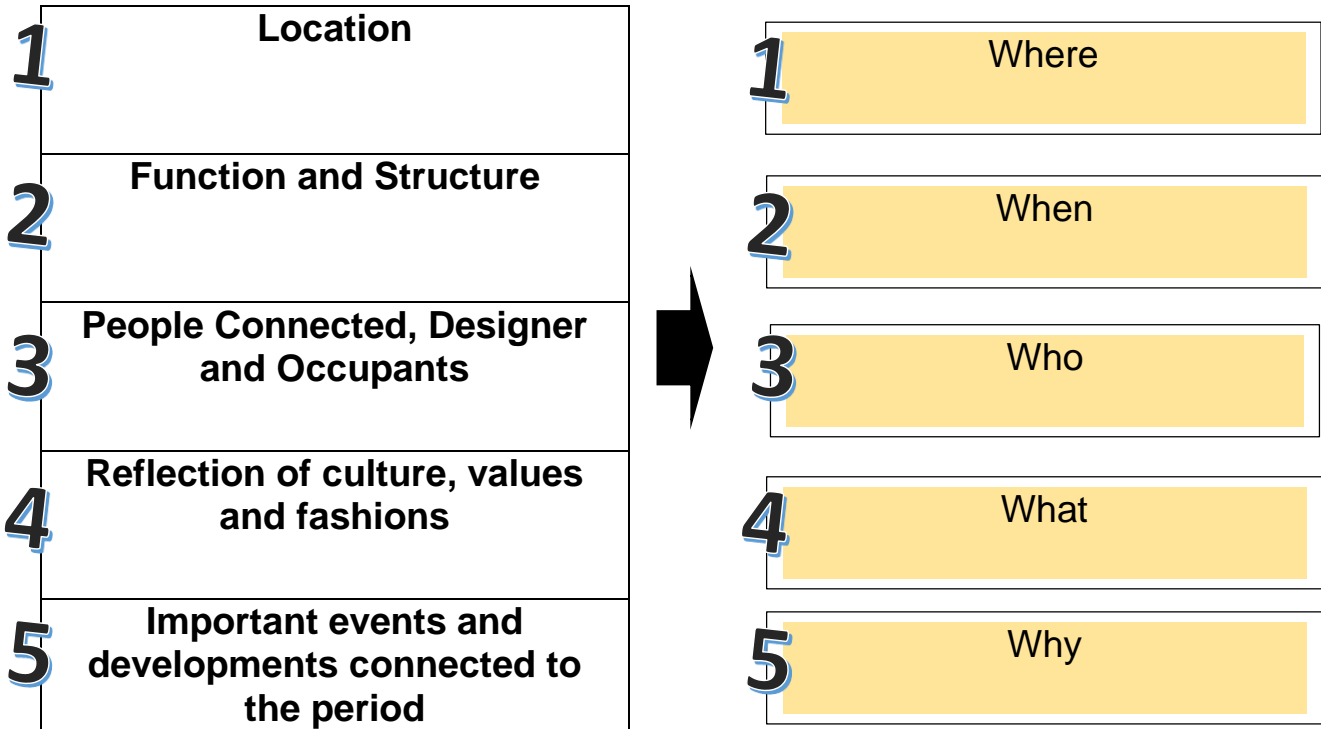 1
Location
2
Function and Structure
3
People Connected, Designer
and Occupants
4
Reflection of culture, values
and fashions
5
Important events and
developments connected to
the period
1
Where
2
When
3
Who
4
What
5
Why